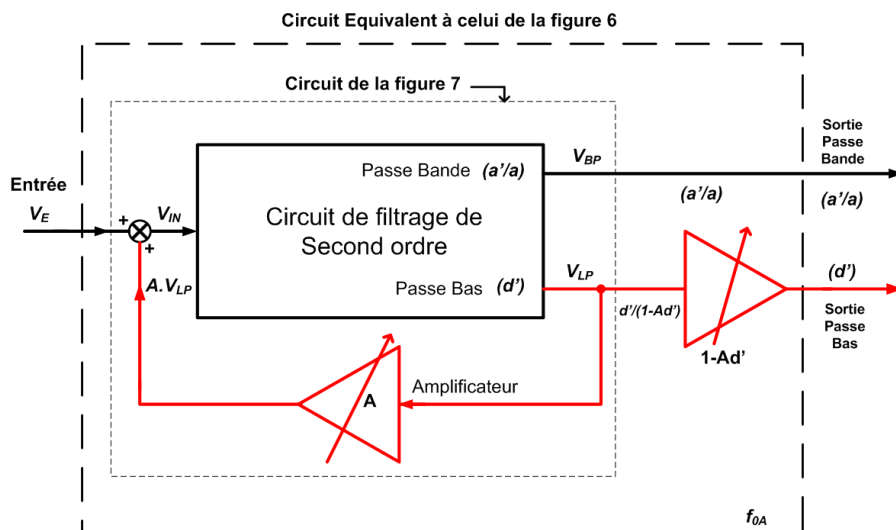 Circuit Equivalent à celui de la figure 6
Circuit de la figure 7
Entrée
V_E
+
+
V_IN
A.V_LP
Passe Bande (a'/a)
Circuit de filtrage de
Second ordre
Passe Bas (d')
V_BP
(a'/a)
V_LP
d'/(1-Ad')
1-Ad'
A
Amplificateur
Sortie
Passe
Bande
(a'/a)
(d')
Sortie
Passe
Bas
f_0A